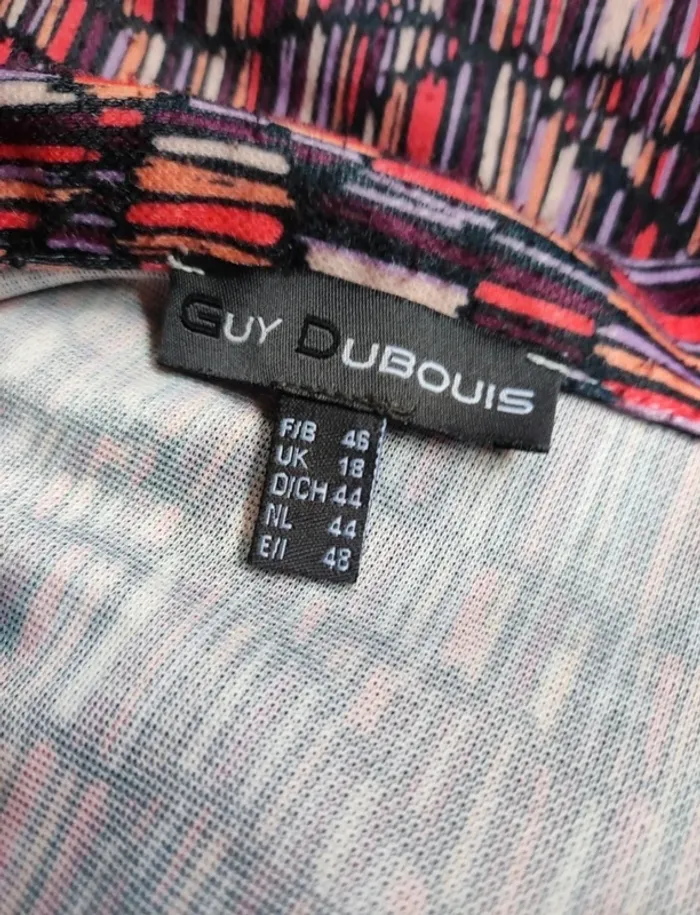 GUY DUBOUIS
F/B 46
UK 18
D/CH 44
NL 44
E/I 48